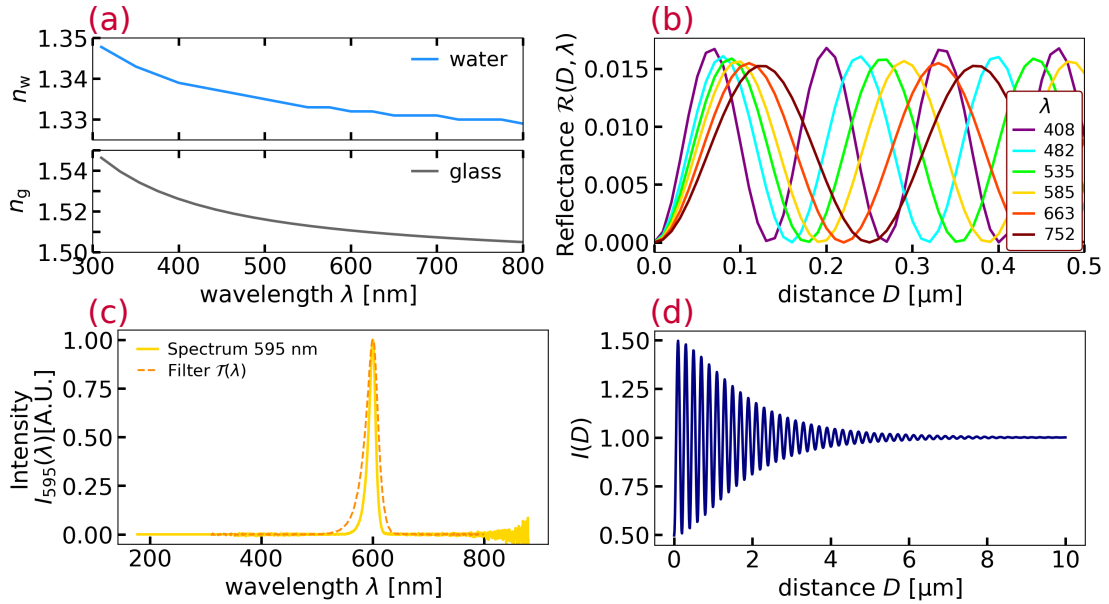 (a)
1.35
1.34
1.33
n_w
water
1.54
1.52
1.50
n_g
glass
300 400 500 600 700 800
wavelength λ [nm]
(b)
0.015
0.010
0.005
0.000
Reflectance ℛ(D, λ)
λ
408
482
535
585
663
752
0.0 0.1 0.2 0.3 0.4 0.5
distance D [μm]
(c)
1.00
0.75
0.50
0.25
0.00
Intensity
I_595(λ)[A.U.]
Spectrum 595 nm
Filter 𝒯(λ)
200 400 600 800
wavelength λ [nm]
(d)
1.50
1.25
1.00
0.75
0.50
I(D)
0 2 4 6 8 10
distance D [μm]